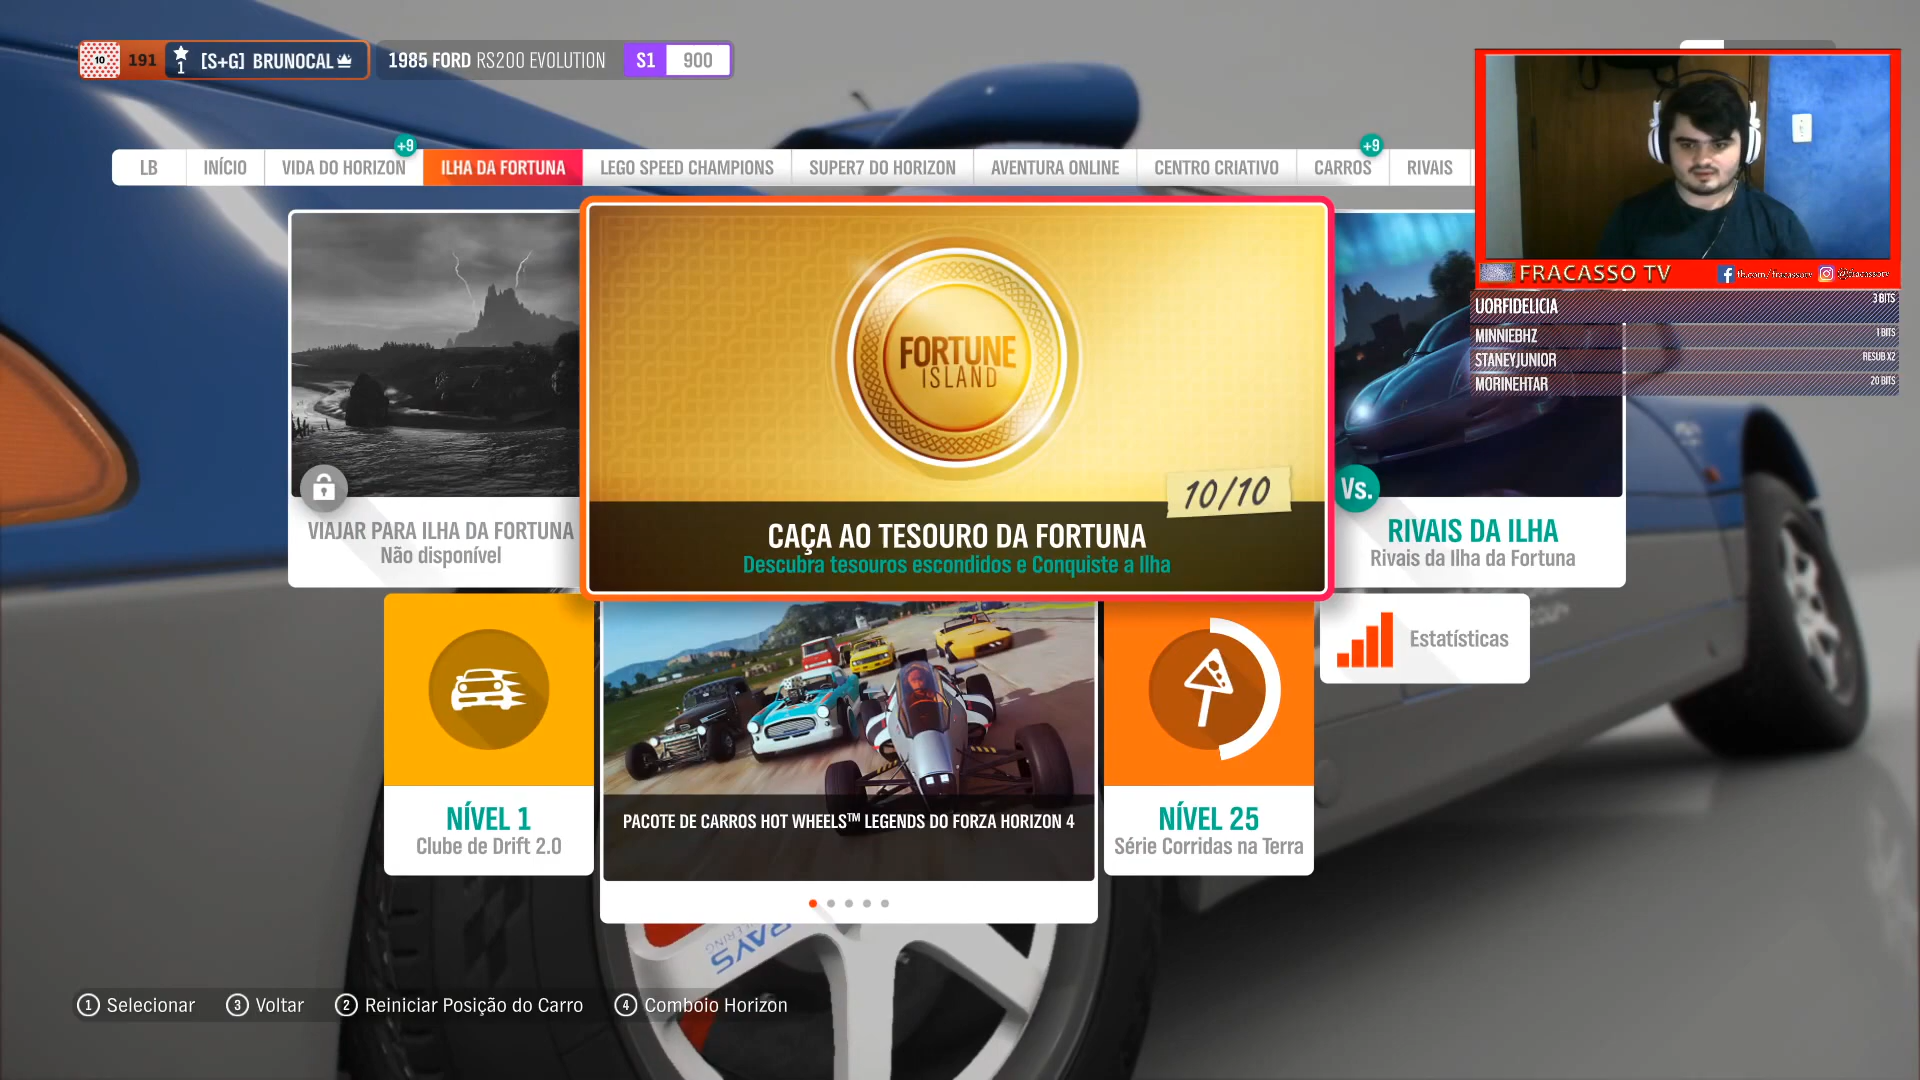 10 191 1 [S+G] BRUNOCAL
1985 FORD RS200 EVOLUTION S1 900
LB INÍCIO VIDA DO HORIZON +9 ILHA DA FORTUNA LEGO SPEED CHAMPIONS SUPER7 DO HORIZON AVENTURA ONLINE CENTRO CRIATIVO CARROS +9 RIVAIS
FRACASSO TV
UORFIDELICIA 3 BITS
MINNIEBHZ 1 BITS
STANEYJUNIOR RESUB X2
MORINEHTAR 20 BITS
FORTUNE
ISLAND
10/10
CAÇA AO TESOURO DA FORTUNA
Descubra tesouros escondidos e Conquiste a Ilha
VIAJAR PARA ILHA DA FORTUNA
Não disponível
Vs.
RIVAIS DA ILHA
Rivais da Ilha da Fortuna
NÍVEL 1
Clube de Drift 2.0
PACOTE DE CARROS HOT WHEELS™ LEGENDS DO FORZA HORIZON 4
NÍVEL 25
Série Corridas na Terra
Estatísticas
RAYS
1 Selecionar 3 Voltar 2 Reiniciar Posição do Carro 4 Comboio Horizon